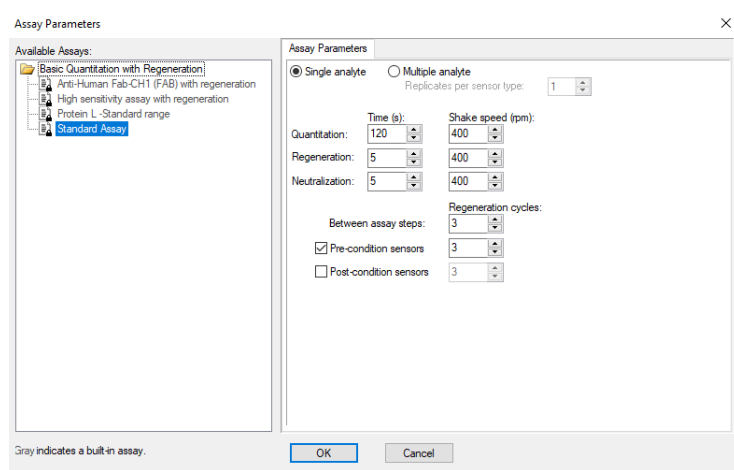 Assay Parameters
Available Assays:
Basic Quantitation with Regeneration
Anti-Human Fab-CH1 (FAB) with regeneration
High sensitivity assay with regeneration
Protein L -Standard range
Standard Assay
Gray indicates a built-in assay.
Assay Parameters
Single analyte Multiple analyte
Replicates per sensor type: 1
Time (s): Shake speed (rpm):
Quantitation: 120 400
Regeneration: 5 400
Neutralization: 5 400
Regeneration cycles:
Between assay steps: 3
Pre-condition sensors 3
Post-condition sensors 3
OK Cancel